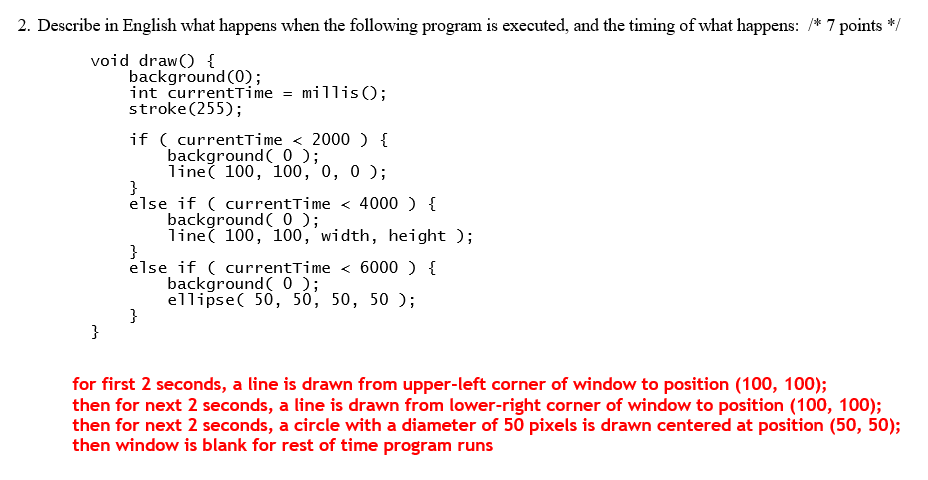 2. Describe in English what happens when the following program is executed, and the timing of what happens: /* 7 points */
void draw() {
background(0);
int currentTime = millis();
stroke(255);
if ( currentTime < 2000 ) {
background( 0 );
line( 100, 100, 0, 0 );
}
else if ( currentTime < 4000 ) {
background( 0 );
line( 100, 100, width, height );
}
else if ( currentTime < 6000 ) {
background( 0 );
ellipse( 50, 50, 50, 50 );
}
}
for first 2 seconds, a line is drawn from upper-left corner of window to position (100, 100);
then for next 2 seconds, a line is drawn from lower-right corner of window to position (100, 100);
then for next 2 seconds, a circle with a diameter of 50 pixels is drawn centered at position (50, 50);
then window is blank for rest of time program runs